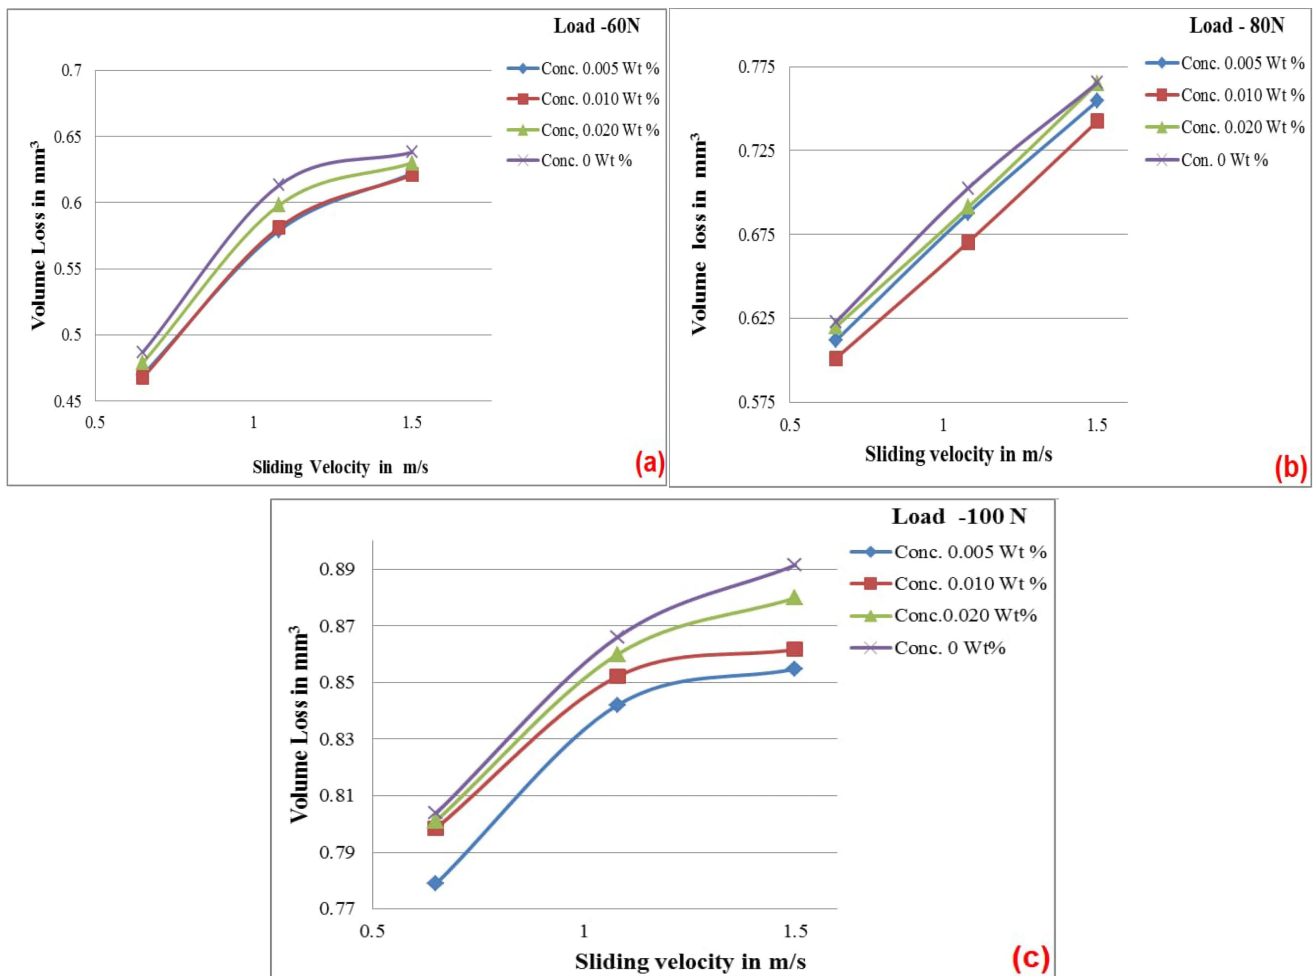 Load -60N
Conc. 0.005 Wt %
Conc. 0.010 Wt %
Conc, 0.020 Wt %
Conc. 0 Wt %
Volume Loss in mm³
0.7
0.65
0.6
0.55
0.5
0.45
0.5 1 1.5
Sliding Velocity in m/s
(a)
Load - 80N
Conc. 0.005 Wt %
Conc. 0.010 Wt %
Conc. 0.020 Wt %
Con. 0 Wt %
Volume loss in mm³
0.775
0.725
0.675
0.625
0.575
0.5 1 1.5
Sliding velocity in m/s
(b)
Load -100 N
Conc. 0.005 Wt %
Conc. 0.010 Wt %
Conc.0.020 Wt%
Conc. 0 Wt%
Volume Loss in mm³
0.89
0.87
0.85
0.83
0.81
0.79
0.77
0.5 1 1.5
Sliding velocity in m/s
(c)